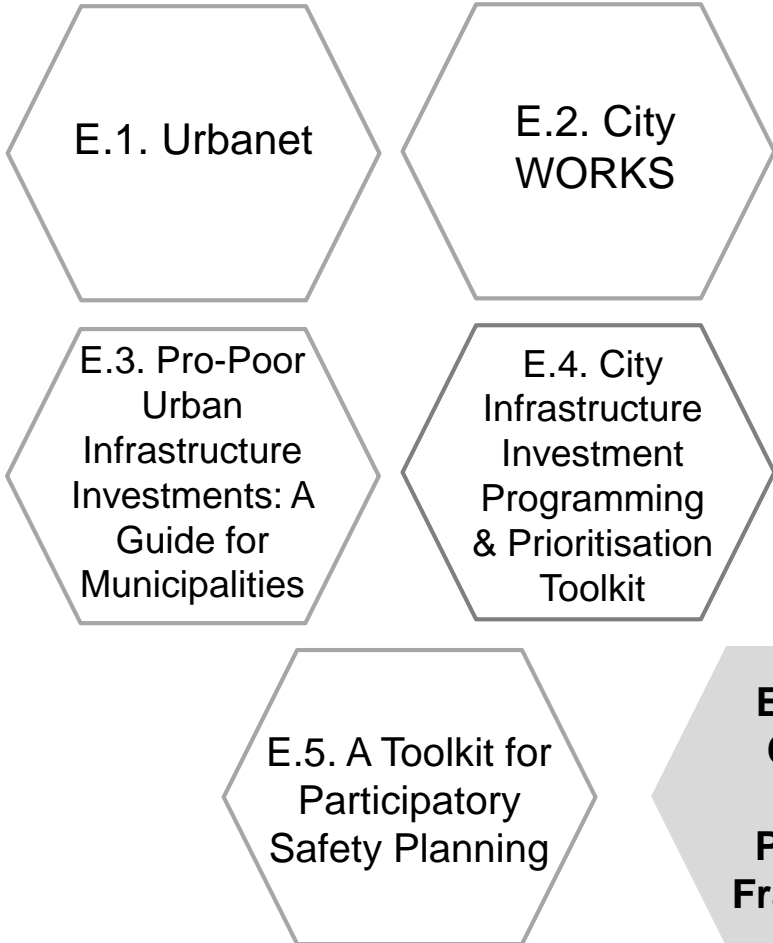 E.1. Urbanet
E.2. City
WORKS
E.3. Pro-Poor
Urban
Infrastructure
Investments: A
Guide for
Municipalities
E.4. City
Infrastructure
Investment
Programming
& Prioritisation
Toolkit
E.5. A Toolkit for
Participatory
Safety Planning